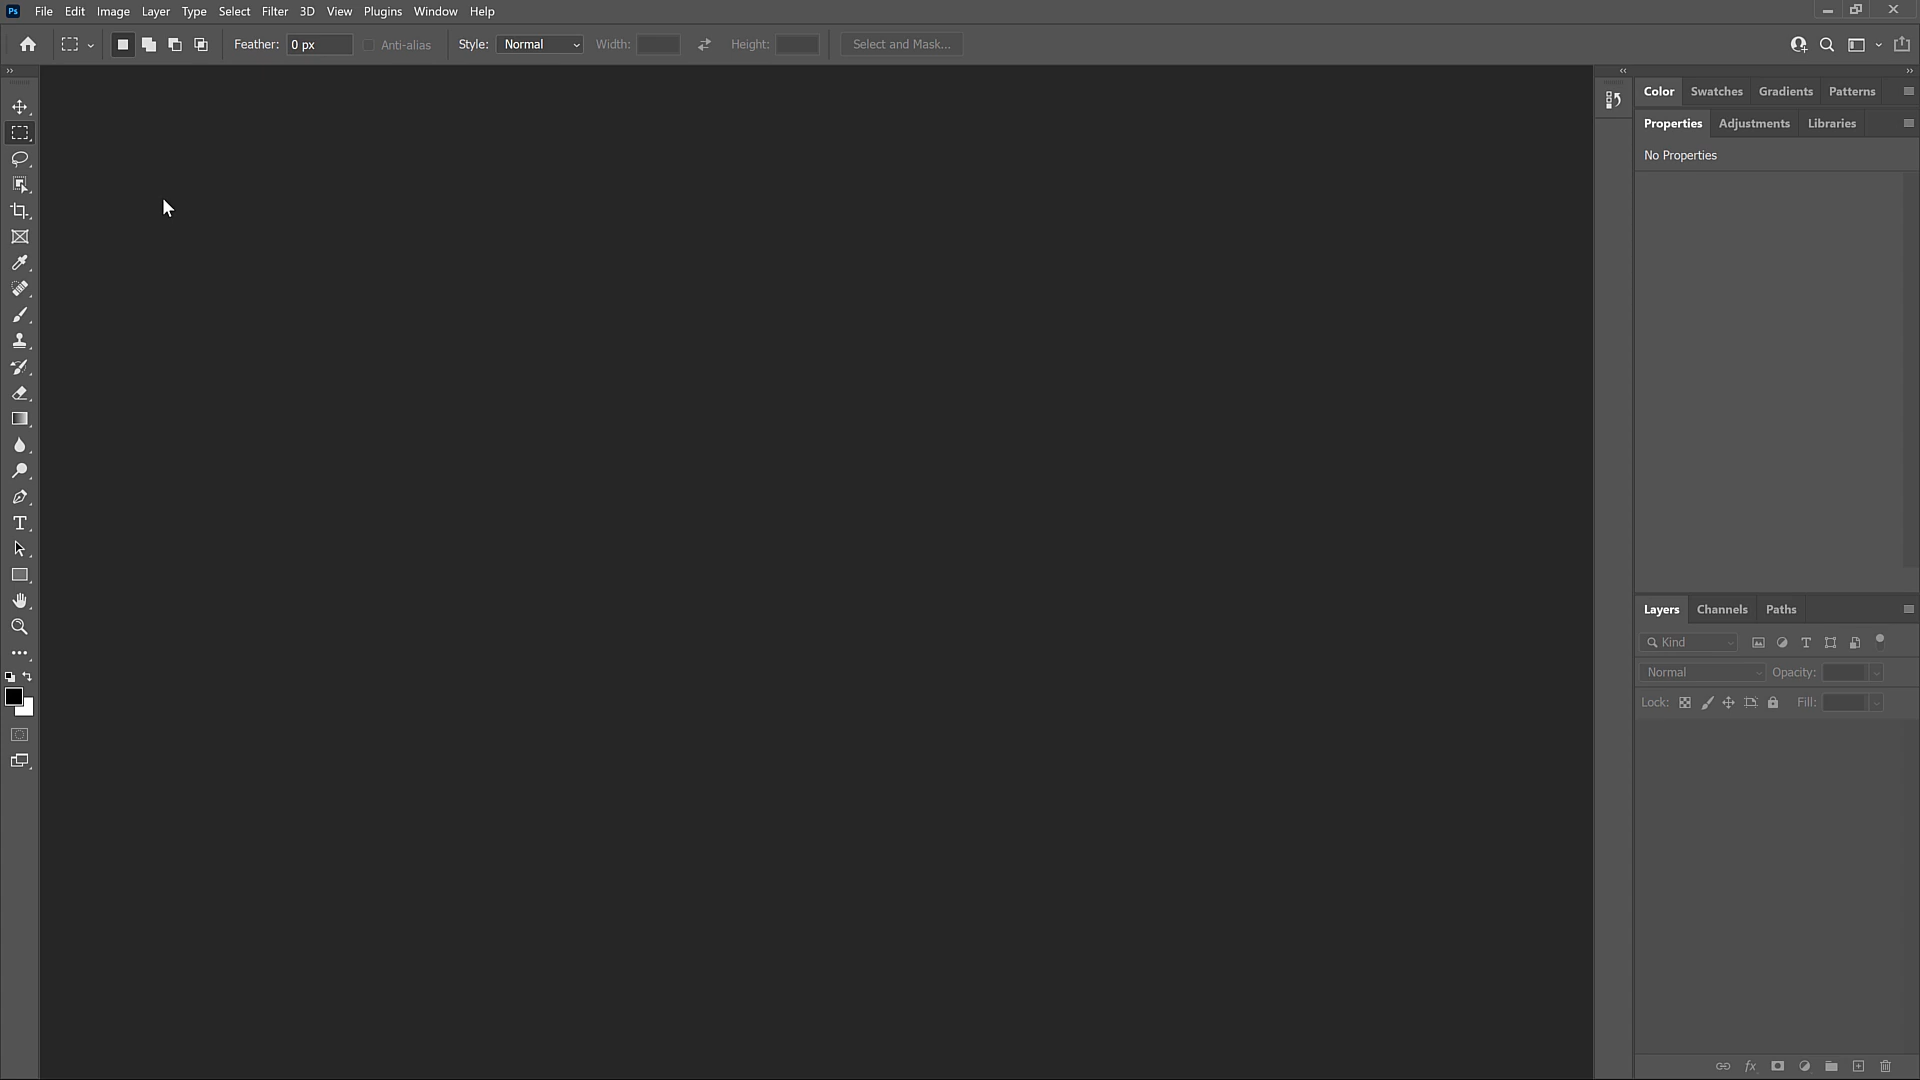 Ps File Edit Image Layer Type Select Filter 3D View Plugins Window Help
Feather: 0 px Anti-alias Style: Normal Width: Height: Select and Mask...
Color Swatches Gradients Patterns
Properties Adjustments Libraries
No Properties
Layers Channels Paths
Kind
Normal Opacity:
Lock: Fill:
fx